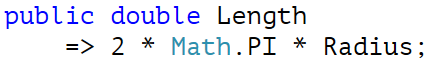 public double Length
    => 2 * Math.PI * Radius;